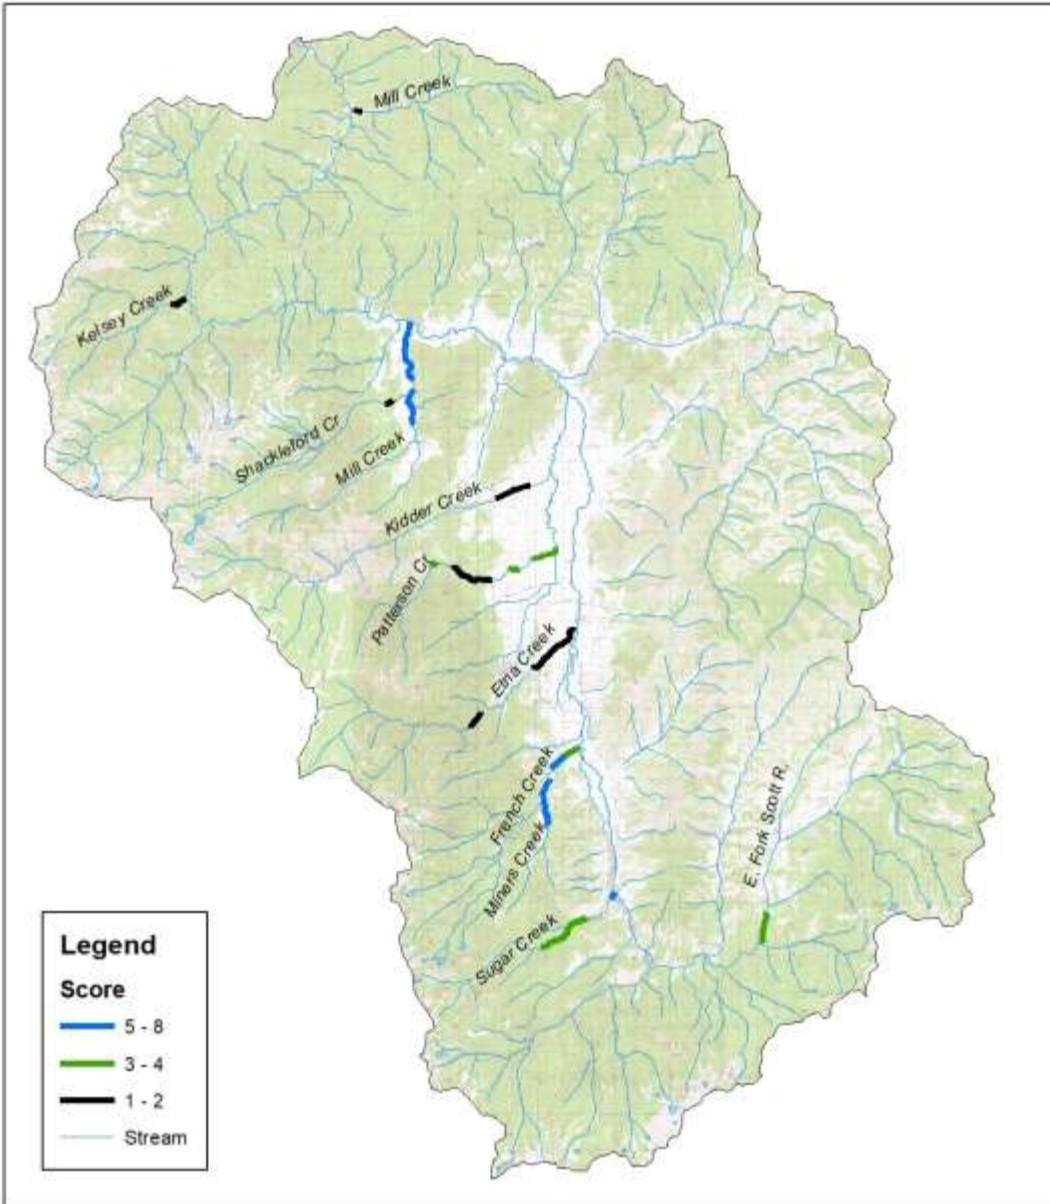 Mill Creek
Kelsey Creek
Shackleford Cr
Mill Creek
Kidder Creek
Patterson Cr
Etna Creek
French Creek
Miners Creek
E. Fork Scott R.
Sugar Creek
Legend
Score
5 - 8
3 - 4
1 - 2
Stream